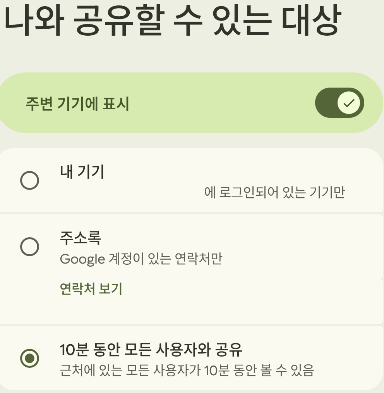 나와 공유할 수 있는 대상
주변 기기에 표시
내 기기
에 로그인되어 있는 기기만
주소록
Google 계정이 있는 연락처만
연락처 보기
10분 동안 모든 사용자와 공유
근처에 있는 모든 사용자가 10분 동안 볼 수 있음